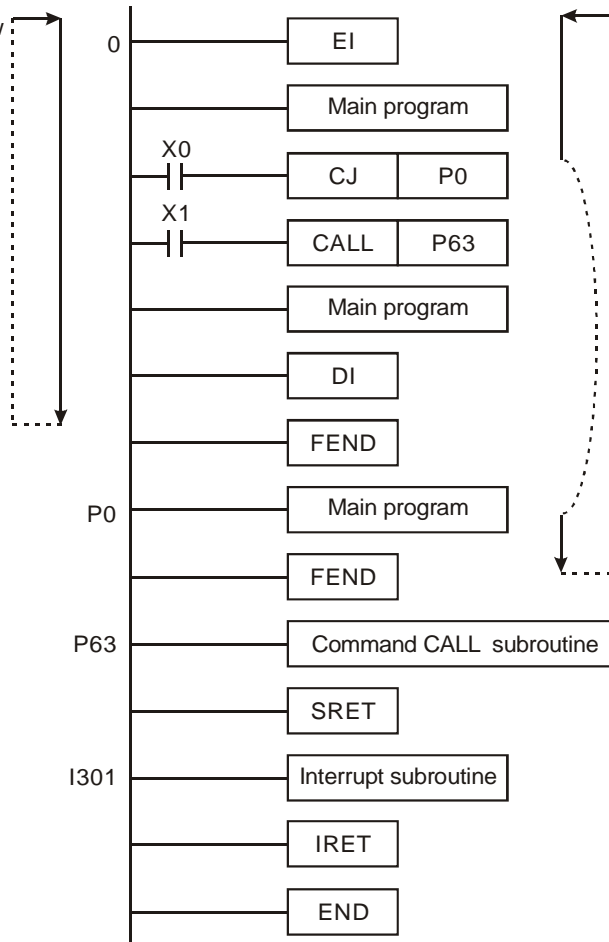 0 EI
Main program
X0 CJ P0
X1 CALL P63
Main program
DI
FEND
P0 Main program
FEND
P63 Command CALL subroutine
SRET
I301 Interrupt subroutine
IRET
END